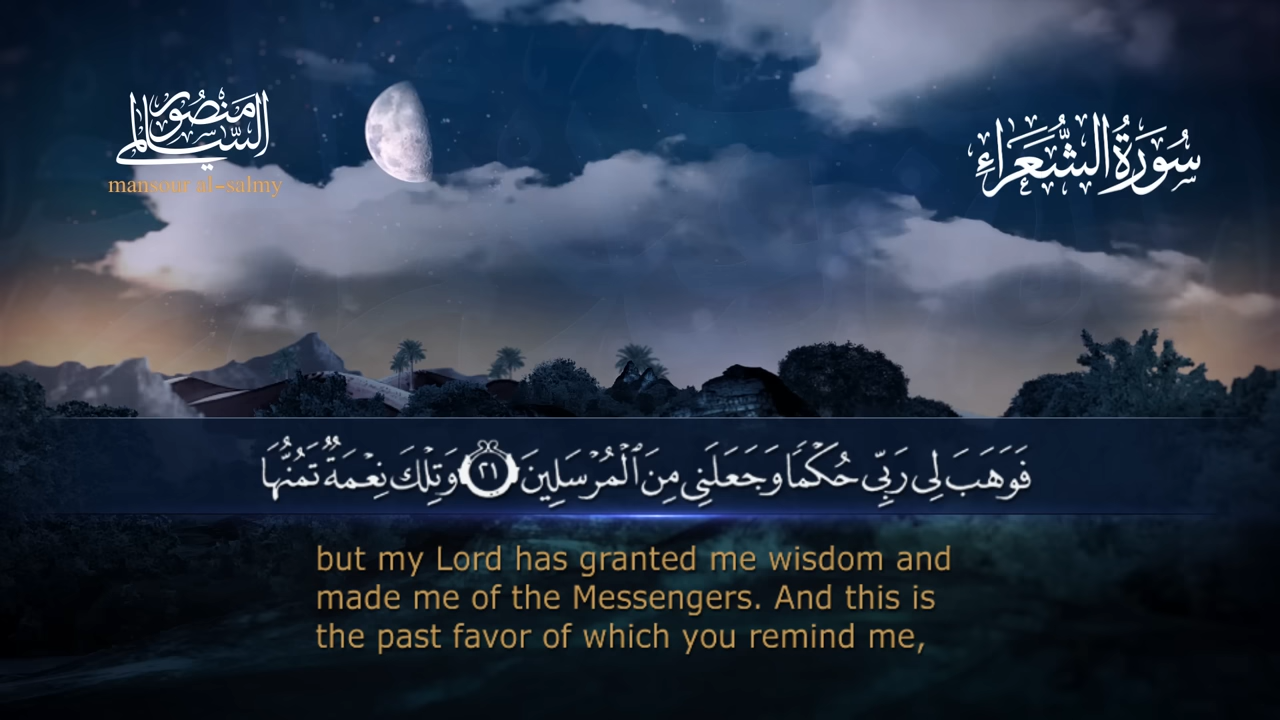 منصور السالمي
mansour al-salmy
سُورَةُ الشُّعَرَاءِ
فَوَهَبَ لِي رَبِّي حُكْمًا وَجَعَلَنِي مِنَ ٱلْمُرْسَلِينَ ٢١ وَتِلْكَ نِعْمَةٌ تَمُنُّهَا
but my Lord has granted me wisdom and
made me of the Messengers. And this is
the past favor of which you remind me,